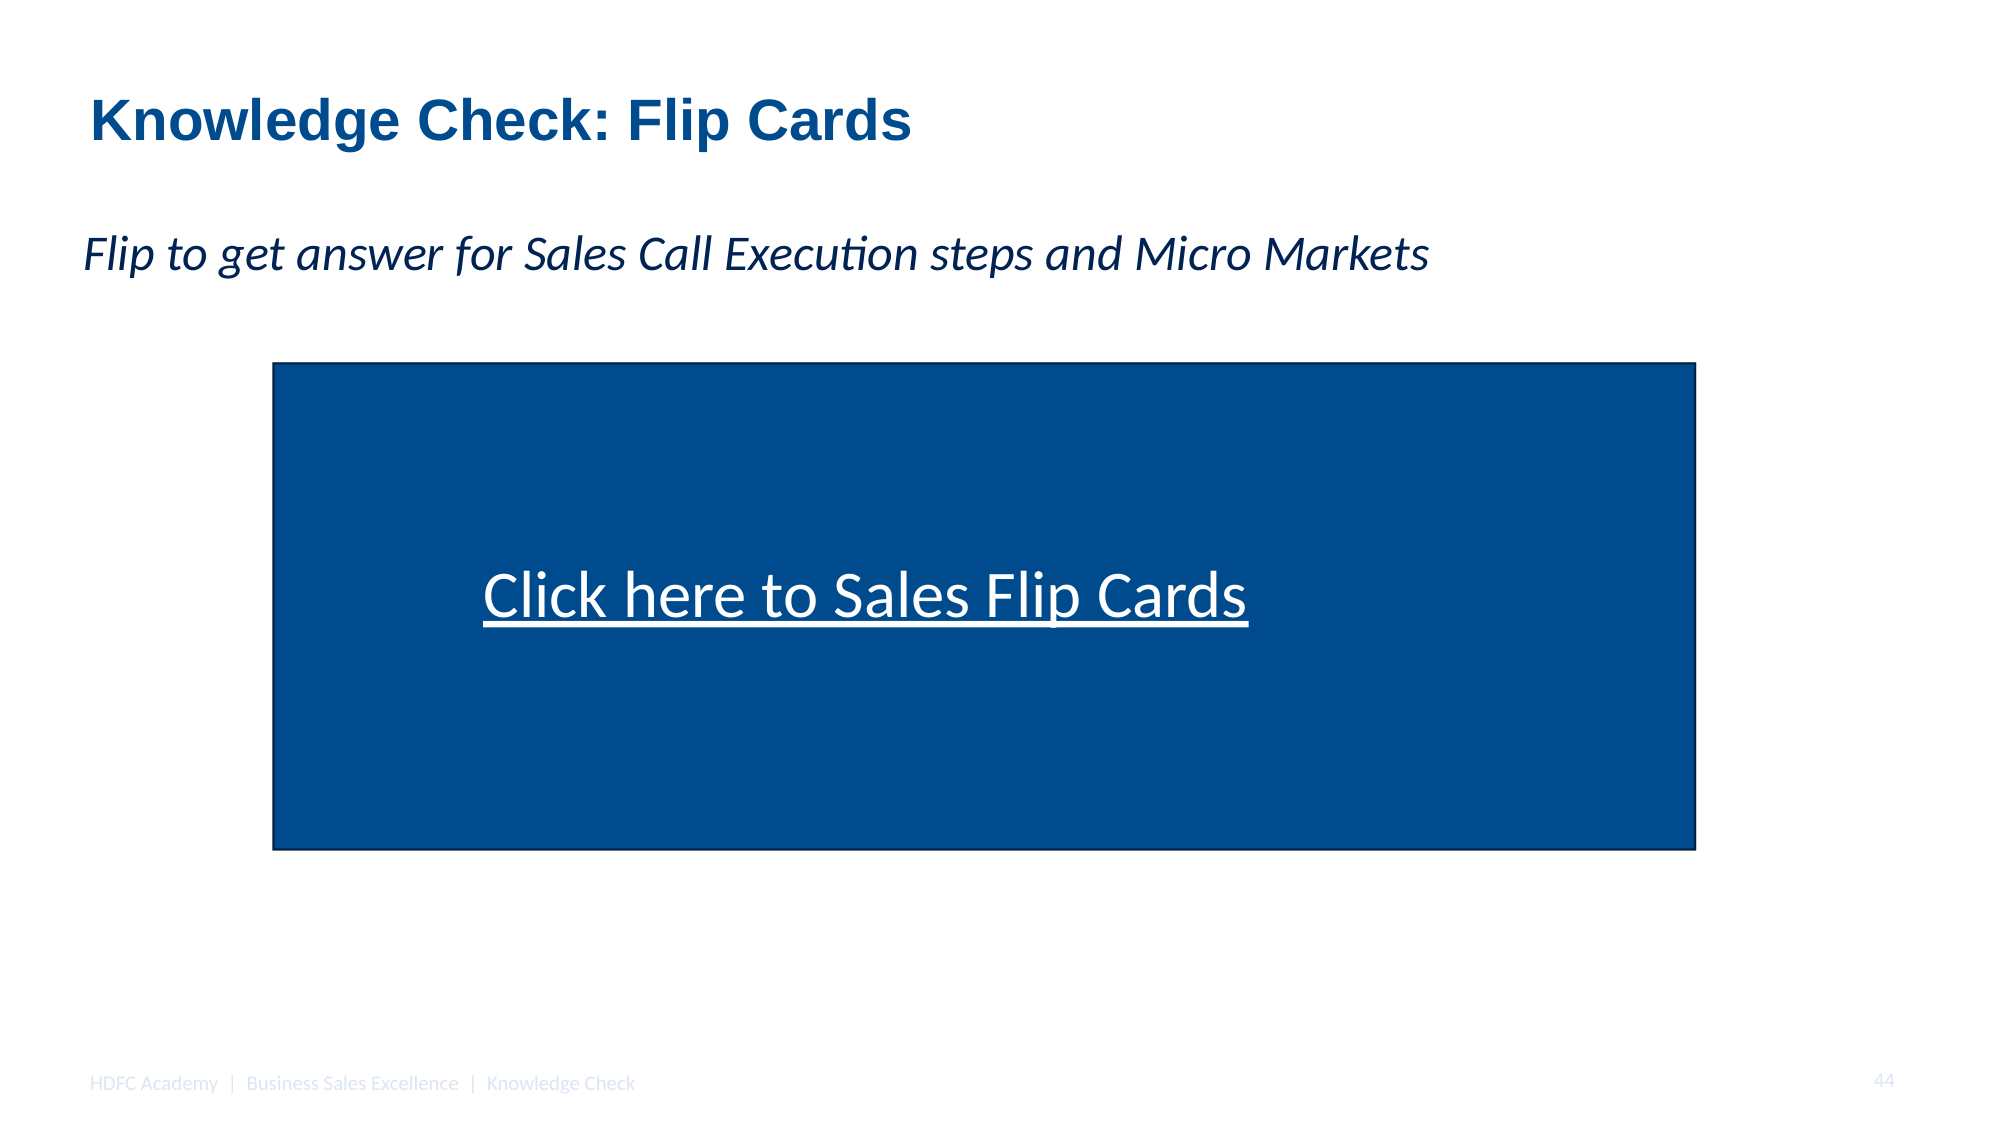 Knowledge Check: Flip Cards
Flip to get answer for Sales Call Execution steps and Micro Markets
Click here to Sales Flip Cards
HDFC Academy | Business Sales Excellence | Knowledge Check
44